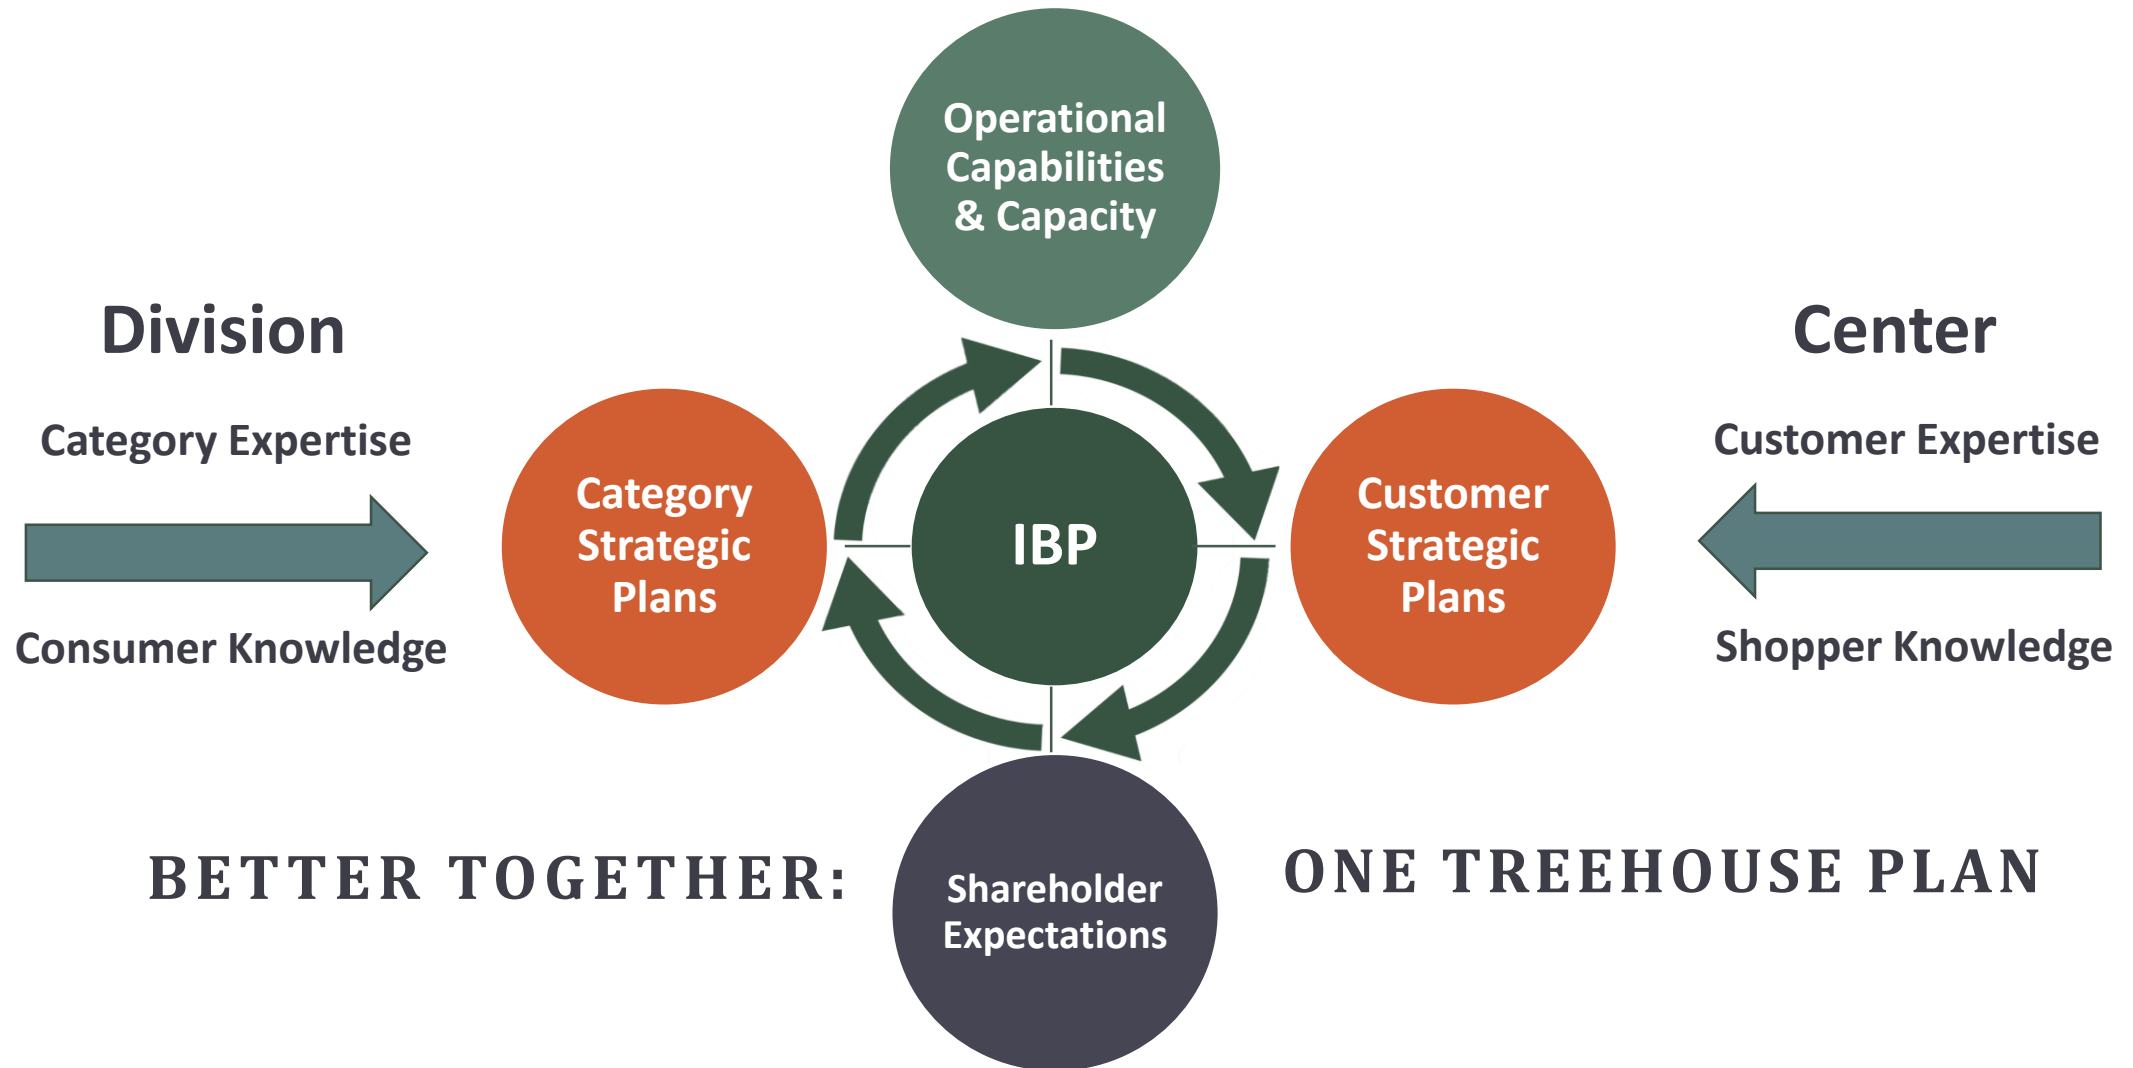 Operational
Capabilities
& Capacity
Division
Category Expertise
Consumer Knowledge
Category
Strategic
Plans
IBP
Customer
Strategic
Plans
Center
Customer Expertise
Shopper Knowledge
BETTER TOGETHER:
Shareholder
Expectations
ONE TREEHOUSE PLAN